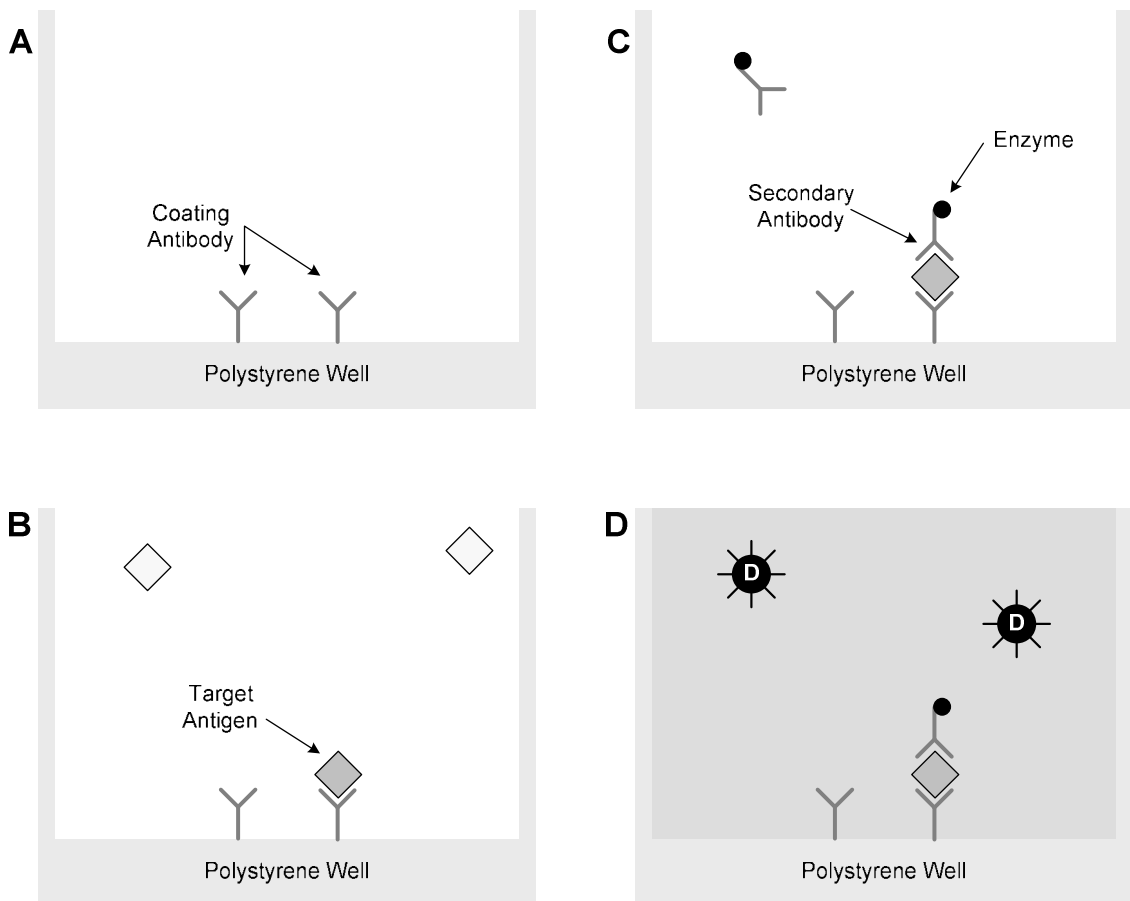 A
Coating
Antibody
Polystyrene Well
B
Target
Antigen
Polystyrene Well
C
Enzyme
Secondary
Antibody
Polystyrene Well
D
D
D
Polystyrene Well